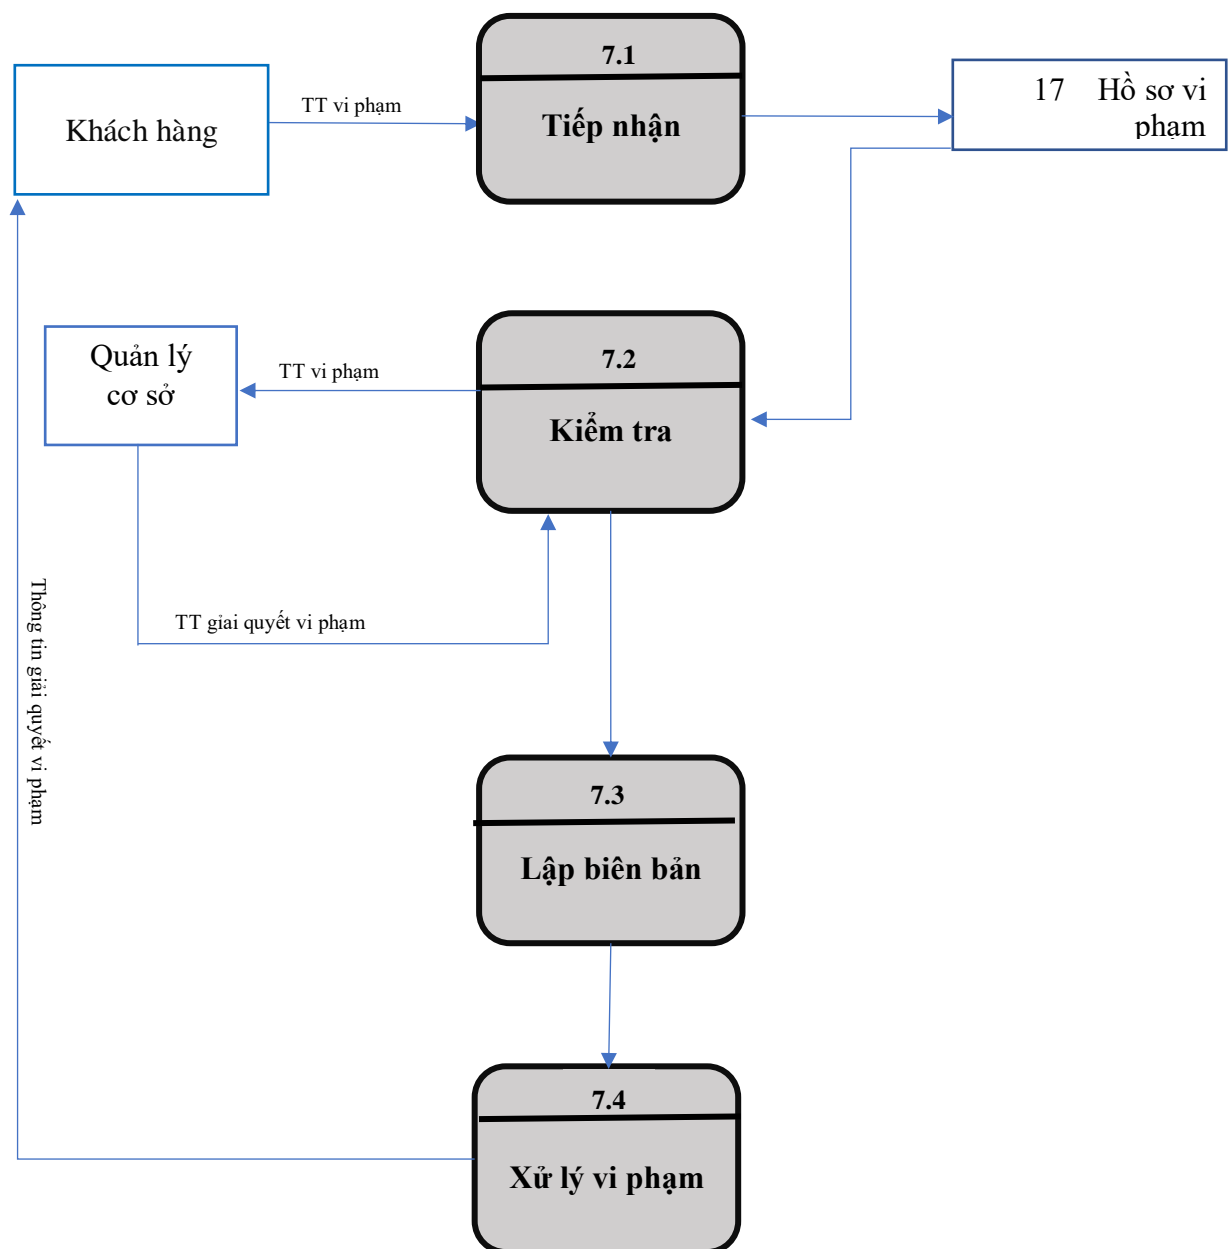 7.1
Khách hàng
TT vi phạm
Tiếp nhận
17 Hồ sơ vi
phạm
Quản lý
cơ sở
TT vi phạm
7.2
Kiểm tra
TT giai quyết vi phạm
Thông tin giải quyết vi phạm
7.3
Lập biên bản
7.4
Xử lý vi phạm